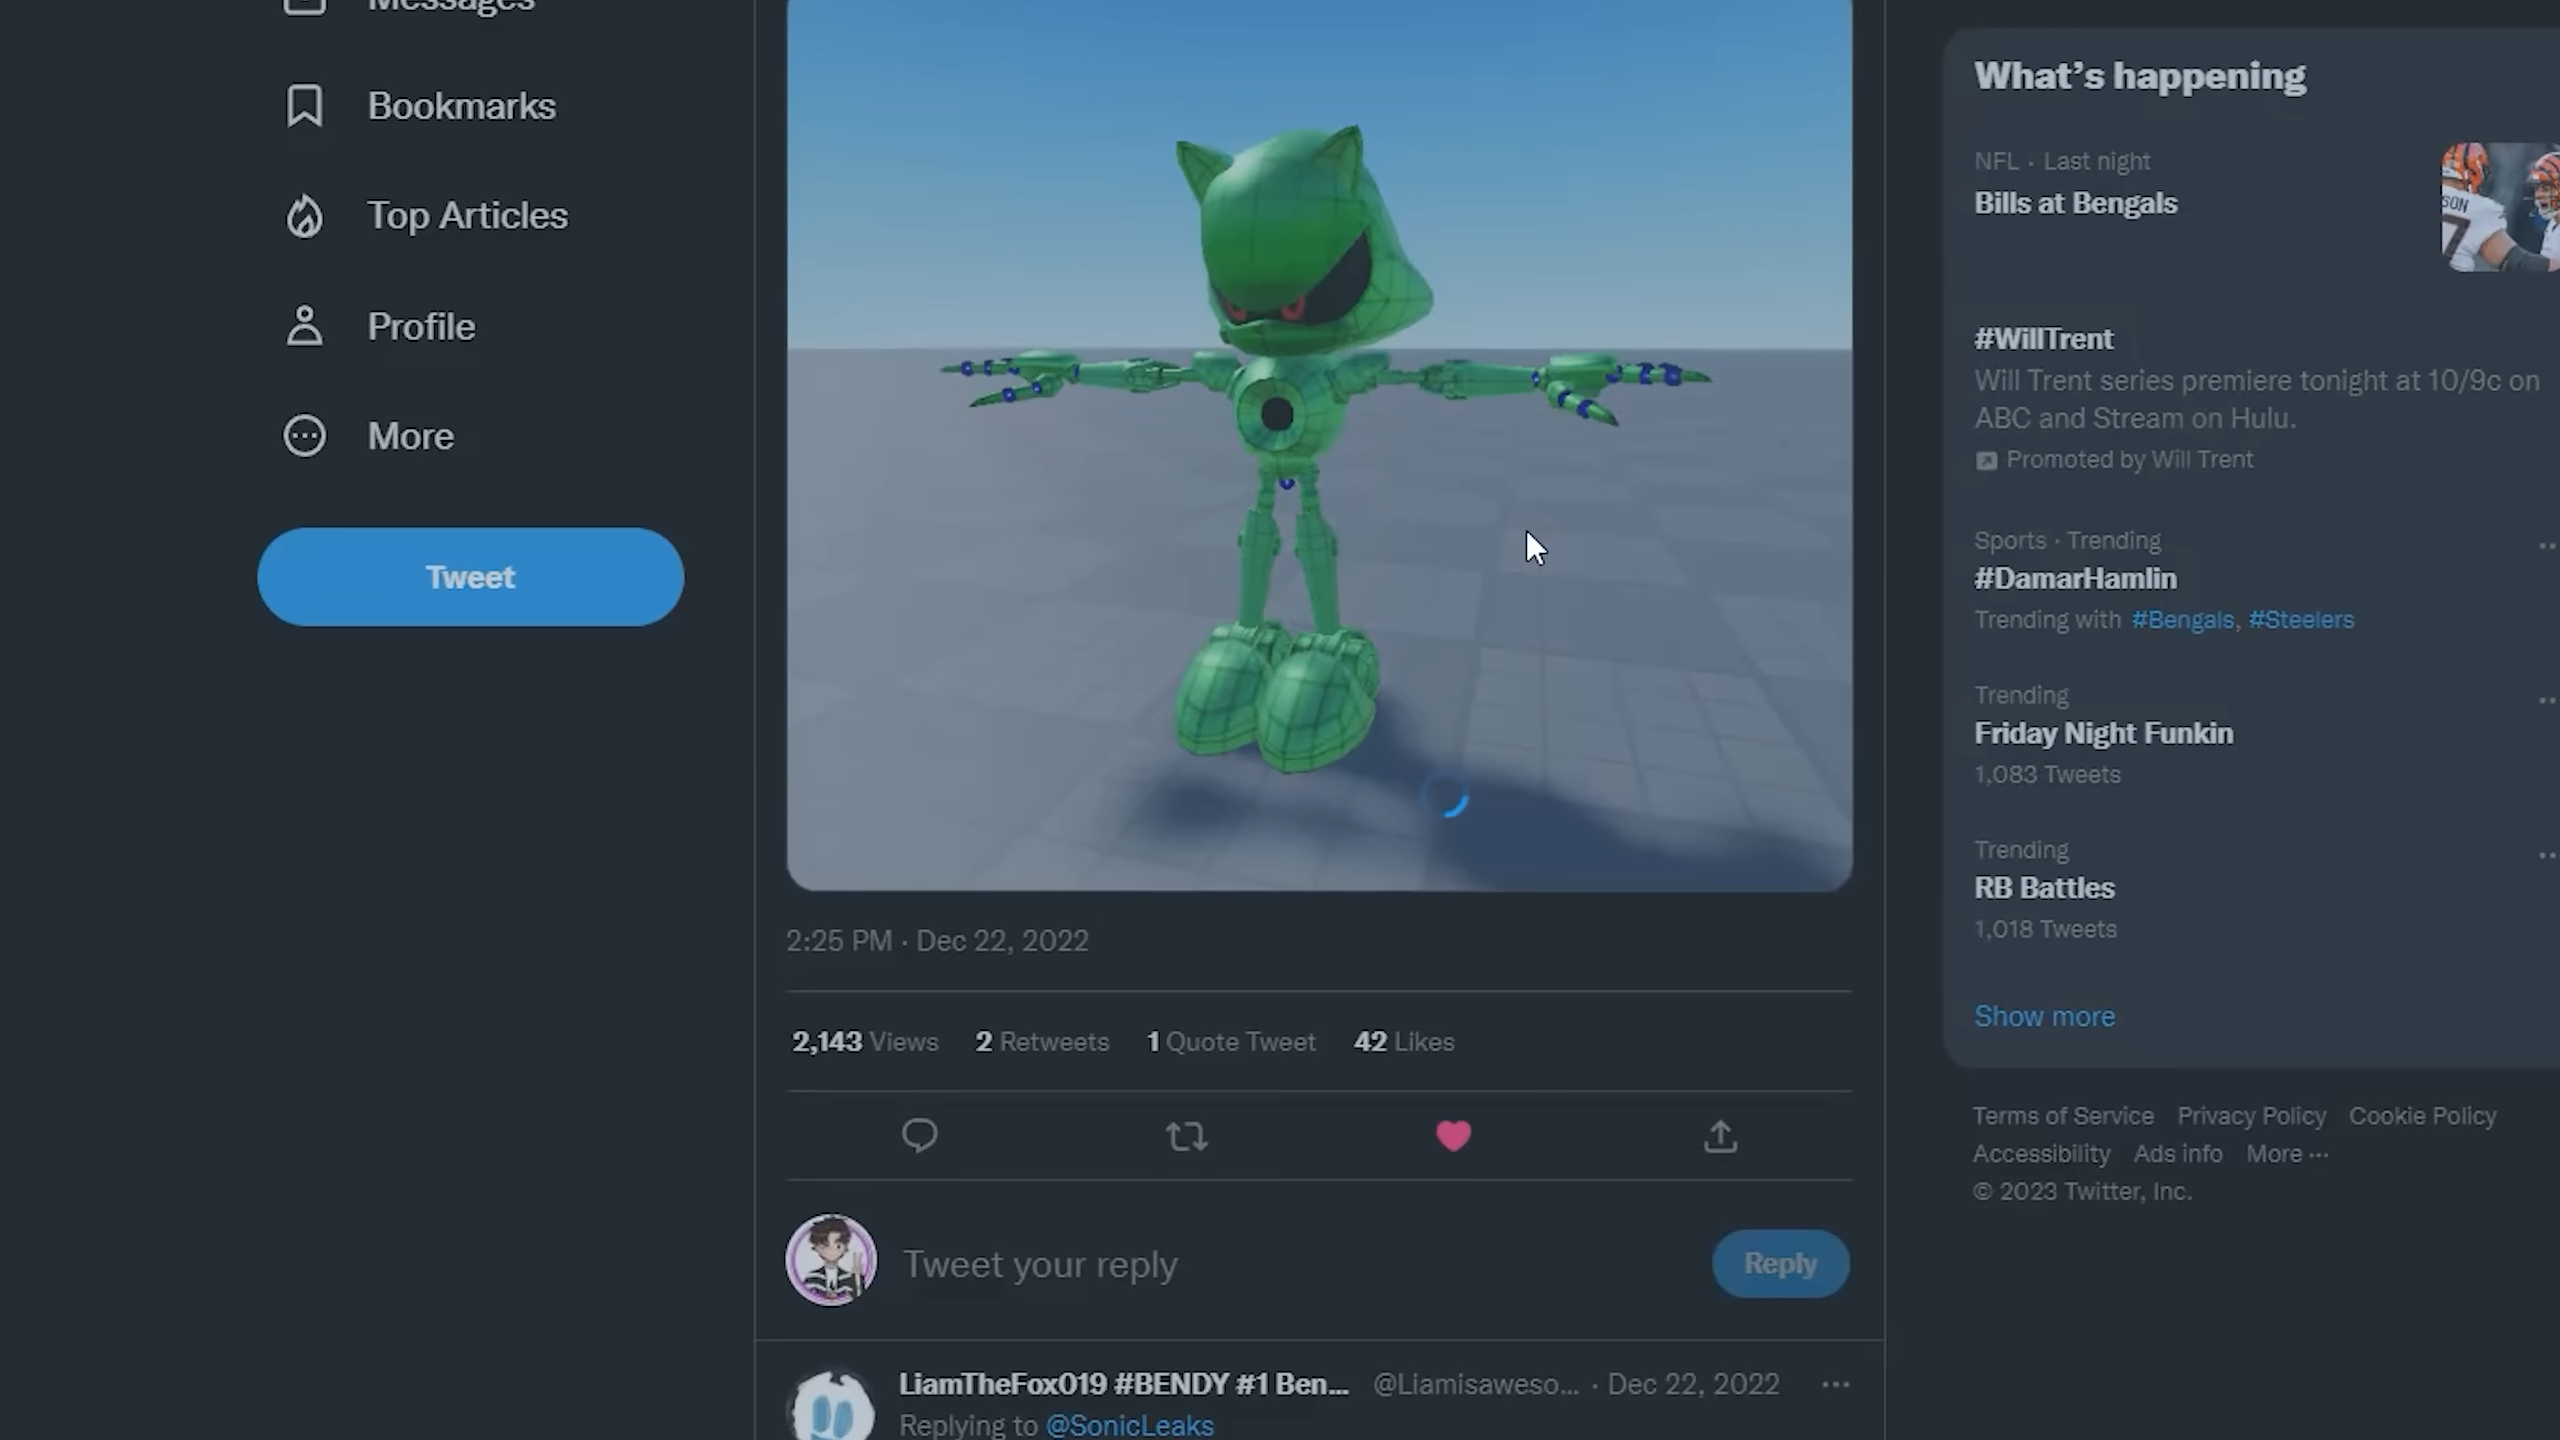 Messages
Bookmarks
Top Articles
Profile
More
Tweet
2:25 PM · Dec 22, 2022
2,143 Views 2 Retweets 1 Quote Tweet 42 Likes
Tweet your reply
Reply
LiamTheFox019 #BENDY #1 Ben... @Liamisaweso... · Dec 22, 2022
Replying to @SonicLeaks
What's happening
NFL · Last night
Bills at Bengals
SON
7
#WillTrent
Will Trent series premiere tonight at 10/9c on
ABC and Stream on Hulu.
Promoted by Will Trent
Sports · Trending
#DamarHamlin
Trending with #Bengals, #Steelers
Trending
Friday Night Funkin
1,083 Tweets
Trending
RB Battles
1,018 Tweets
Show more
Terms of Service Privacy Policy Cookie Policy
Accessibility Ads info More ···
© 2023 Twitter, Inc.